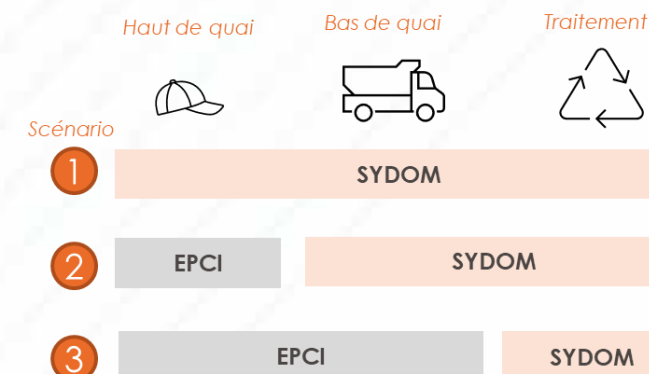 Haut de quai
Bas de quai
Traitement
Scénario
1
SYDOM
2
EPCI
SYDOM
3
EPCI
SYDOM